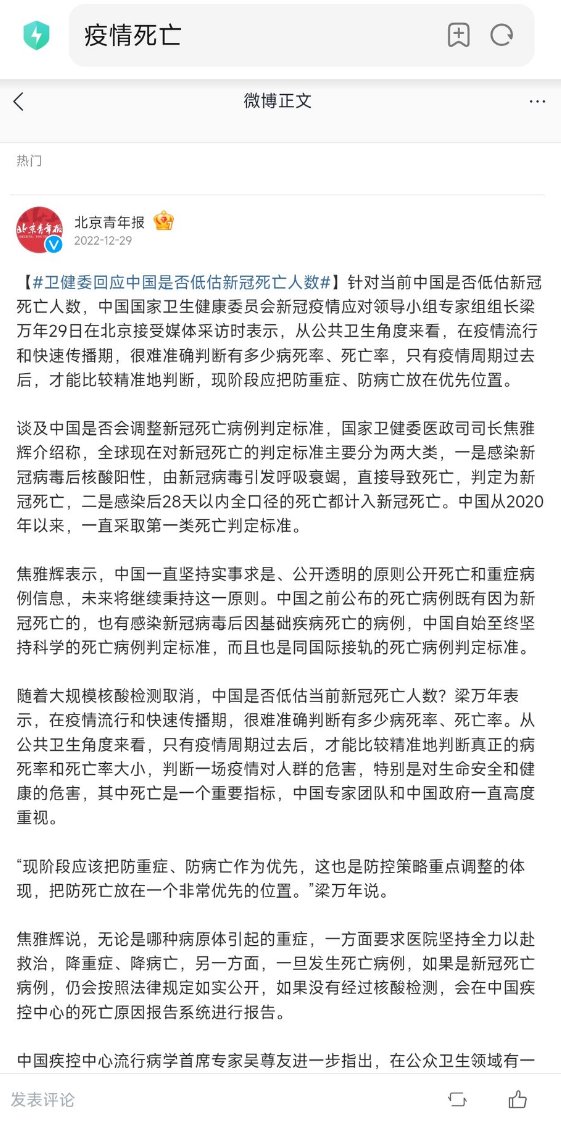 疫情死亡
微博正文
热门
北京青年报
2022-12-29
【#卫健委回应中国是否低估新冠死亡人数#】针对当前中国是否低估新冠
死亡人数，中国国家卫生健康委员会新冠疫情应对领导小组专家组组长梁
万年29日在北京接受媒体采访时表示，从公共卫生角度来看，在疫情流行
和快速传播期，很难准确判断有多少病死率、死亡率，只有疫情周期过去
后，才能比较精准地判断，现阶段应把防重症、防病亡放在优先位置。
谈及中国是否会调整新冠死亡病例判定标准，国家卫健委医政司司长焦雅
辉介绍称，全球现在对新冠死亡的判定标准主要分为两大类，一是感染新
冠病毒后核酸阳性，由新冠病毒引发呼吸衰竭，直接导致死亡，判定为新
冠死亡，二是感染后28天以内全口径的死亡都计入新冠死亡。中国从2020
年以来，一直采取第一类死亡判定标准。
焦雅辉表示，中国一直坚持实事求是、公开透明的原则公开死亡和重症病
例信息，未来将继续秉持这一原则。中国之前公布的死亡病例既有因为新
冠死亡的，也有感染新冠病毒后因基础疾病死亡的病例，中国自始至终坚
持科学的死亡病例判定标准，而且也是同国际接轨的死亡病例判定标准。
随着大规模核酸检测取消，中国是否低估当前新冠死亡人数？梁万年表
示，在疫情流行和快速传播期，很难准确判断有多少病死率、死亡率。从
公共卫生角度来看，只有疫情周期过去后，才能比较精准地判断真正的病
死率和死亡率大小，判断一场疫情对人群的危害，特别是对生命安全和健
康的危害，其中死亡是一个重要指标，中国专家团队和中国政府一直高度
重视。
“现阶段应该把防重症、防病亡作为优先，这也是防控策略重点调整的体
现，把防死亡放在一个非常优先的位置。”梁万年说。
焦雅辉说，无论是哪种病原体引起的重症，一方面要求医院坚持全力以赴
救治，降重症、降病亡，另一方面，一旦发生死亡病例，如果是新冠死亡
病例，仍会按照法律规定如实公开，如果没有经过核酸检测，会在中国疾
控中心的死亡原因报告系统进行报告。
中国疾控中心流行病学首席专家吴尊友进一步指出，在公众卫生领域有一
发表评论